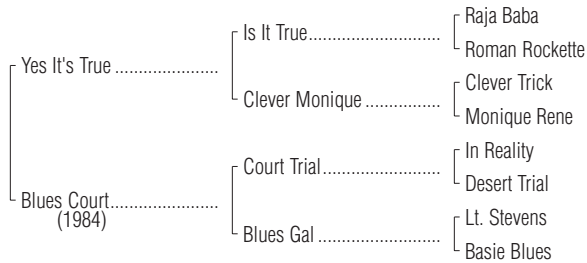 Raja Baba
Is It True
Roman Rockette
Yes It's True
Clever Trick
Clever Monique
Monique Rene
In Reality
Court Trial
Desert Trial
Blues Court
(1984)
Lt. Stevens
Blues Gal
Basie Blues